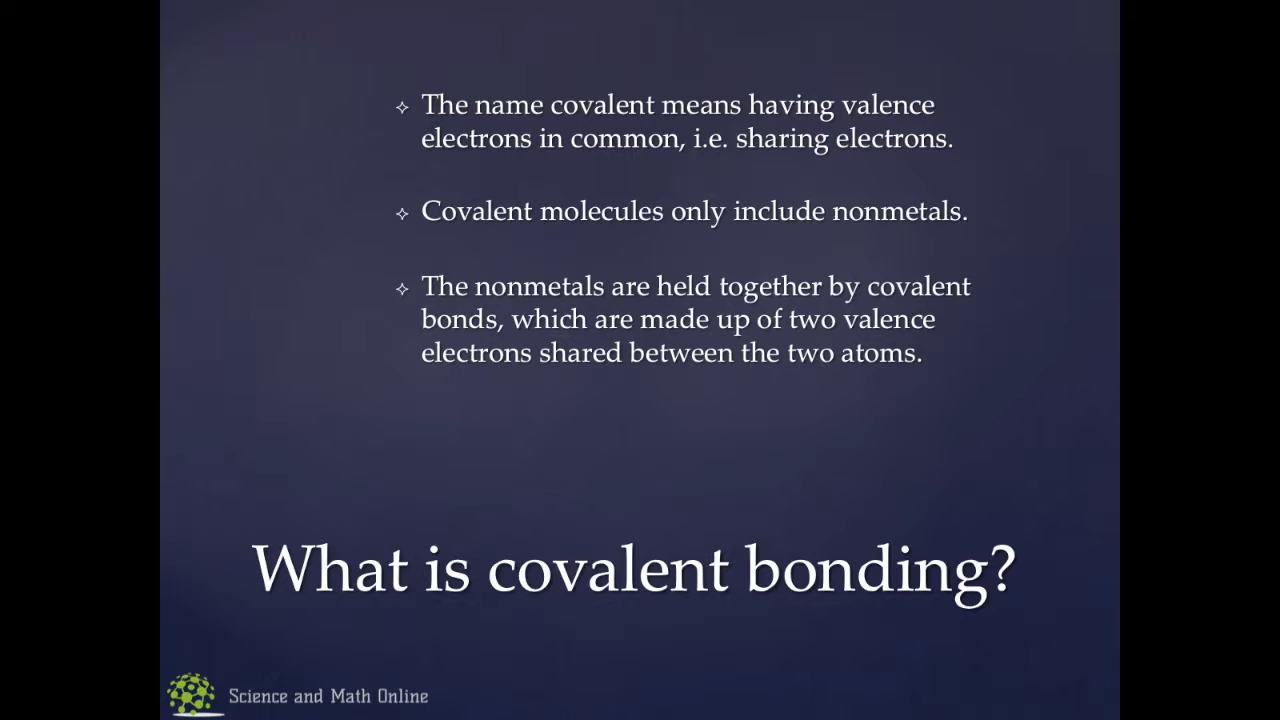 The name covalent means having valence
electrons in common, i.e. sharing electrons.
Covalent molecules only include nonmetals.
The nonmetals are held together by covalent
bonds, which are made up of two valence
electrons shared between the two atoms.
What is covalent bonding?
Science and Math Online